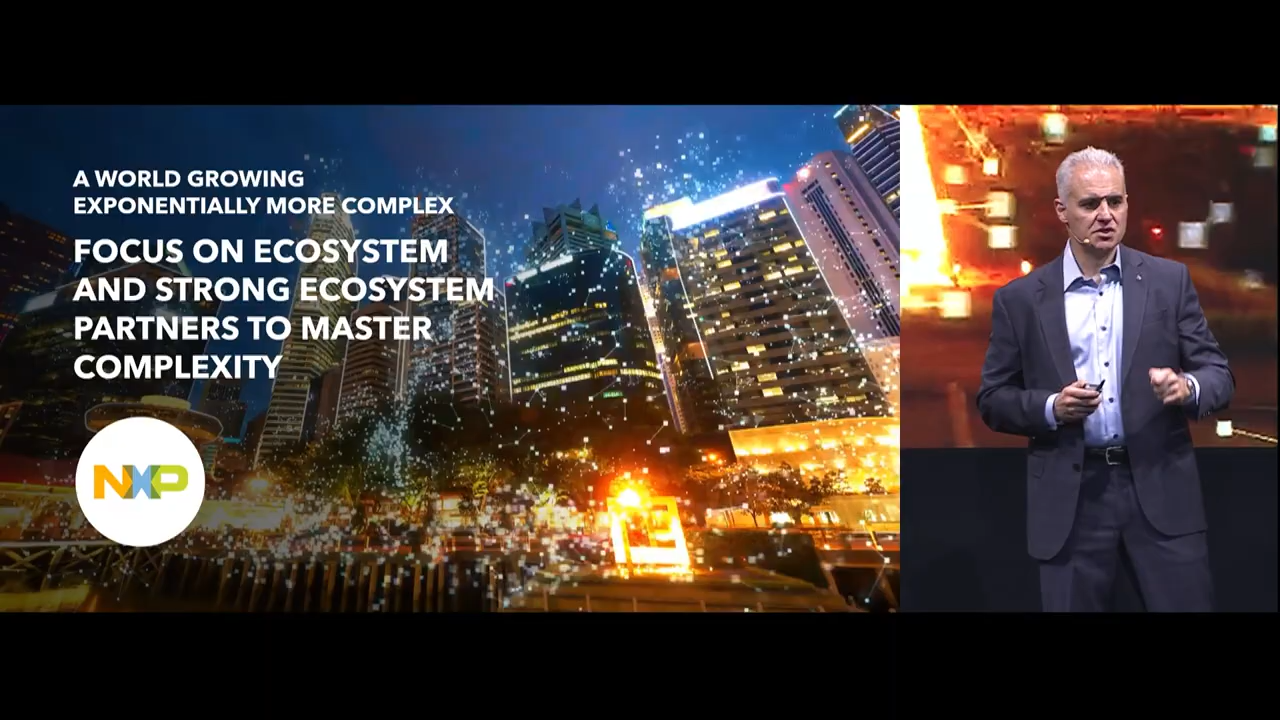 A WORLD GROWING
EXPONENTIALLY MORE COMPLEX
FOCUS ON ECOSYSTEM
AND STRONG ECOSYSTEM
PARTNERS TO MASTER
COMPLEXITY
NXP